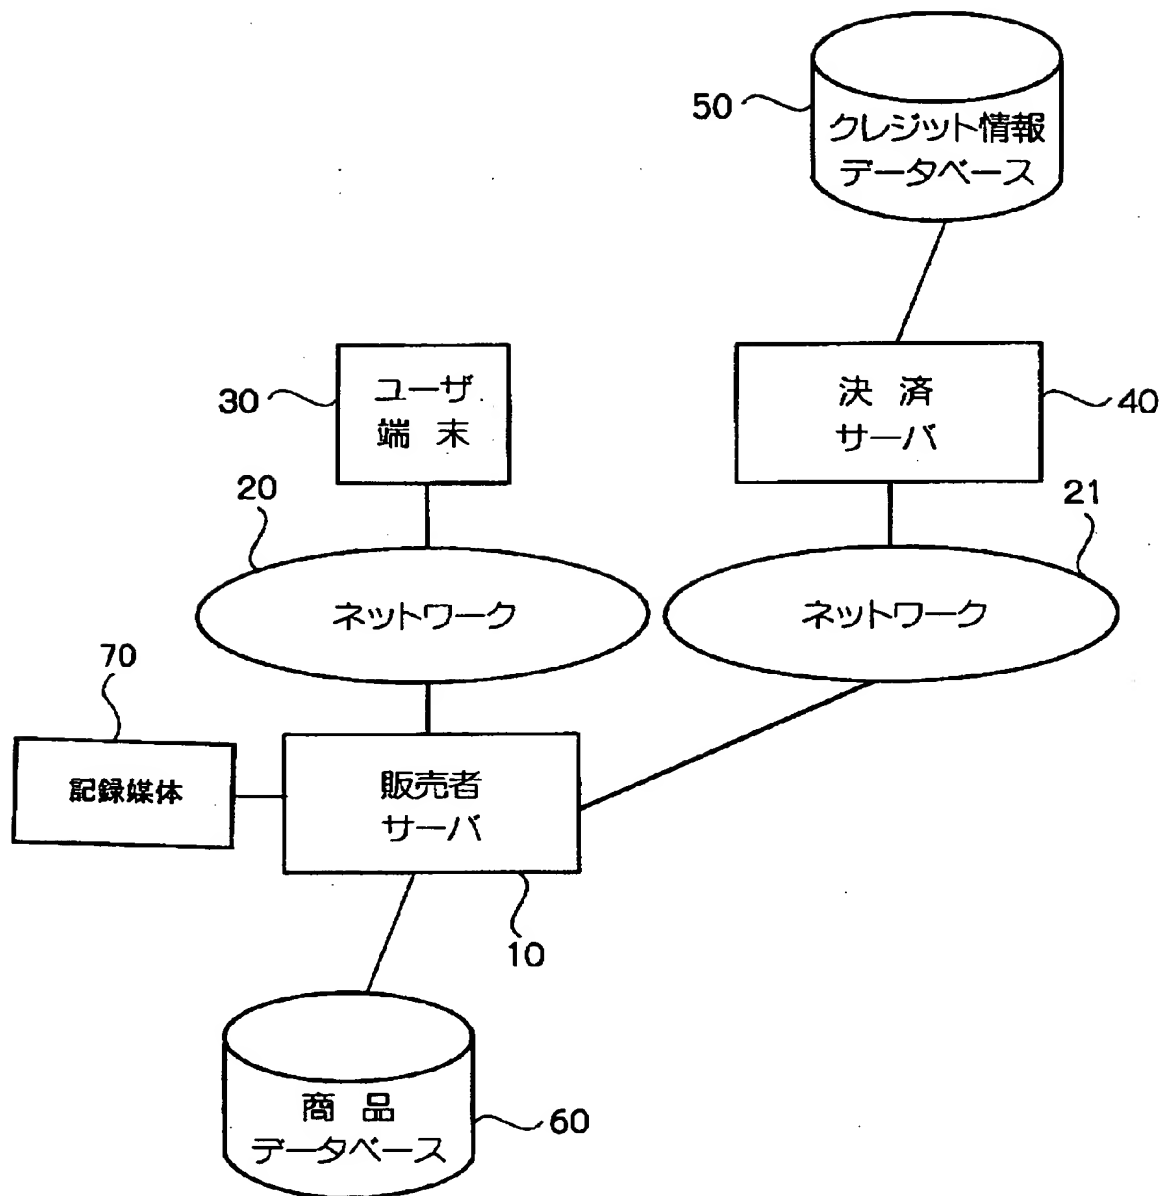 50
クレジット情報
データベース
30
ユーザ
端末
決済
サーバ
40
20
ネットワーク
21
ネットワーク
70
記録媒体
販売者
サーバ
10
商品
データベース
60